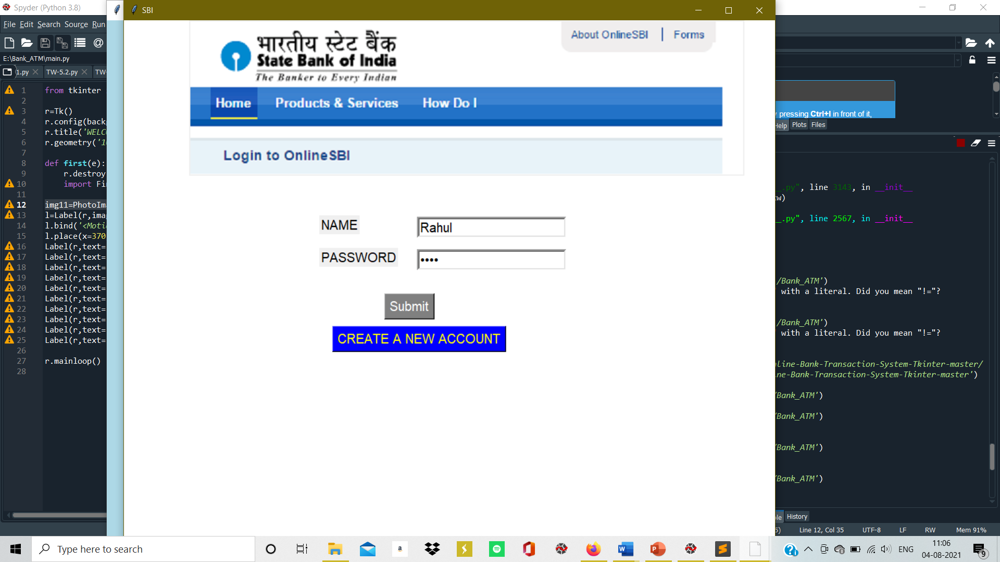 Spyder (Python 3.8)
File Edit Search Source Run
E:\Bank_ATM\main.py
1.py TW-5.2.py TW
1 from tkinter
2
3 r=Tk()
4 r.config(back
5 r.title('WELC
6 r.geometry('1
7
8 def first(e):
9 r.destroy
10 import Fi
11
12 img11=PhotoIm
13 l=Label(r,ima
14 l.bind('<Moti
15 l.place(x=370
16 Label(r,text=
17 Label(r,text=
18 Label(r,text=
19 Label(r,text=
20 Label(r,text=
21 Label(r,text=
22 Label(r,text=
23 Label(r,text=
24 Label(r,text=
25 Label(r,text=
26
27 r.mainloop()
28
SBI
भारतीय स्टेट बैंक
State Bank of India
The Banker to Every Indian
About OnlineSBI | Forms
Home Products & Services How Do I
Login to OnlineSBI
NAME Rahul
PASSWORD ••••
Submit
CREATE A NEW ACCOUNT
pressing Ctrl+I in front of it,
Help Plots Files
__.py", line 3143, in __init__
cw)
__.py", line 2567, in __init__
/Bank_ATM')
with a literal. Did you mean "!="?
/Bank_ATM')
with a literal. Did you mean "!="?
line-Bank-Transaction-System-Tkinter-master/
ne-Bank-Transaction-System-Tkinter-master')
/Bank_ATM')
/Bank_ATM')
/Bank_ATM')
/Bank_ATM')
History
Line 12, Col 35 UTF-8 LF RW Mem 91%
Type here to search
ENG
11:06
04-08-2021
9